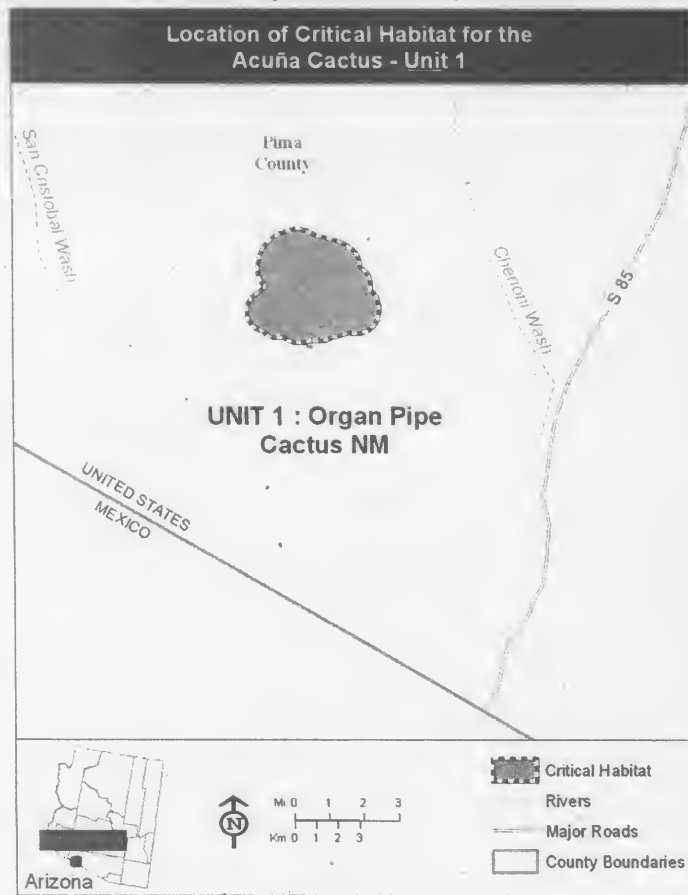 Location of Critical Habitat for the
Acuña Cactus - Unit 1
San Cristobal Wash
Pima
County
Cherioni Wash
S 85
UNIT 1 : Organ Pipe
Cactus NM
UNITED STATES
MEXICO
Arizona
N
Mi 0 1 2 3
Km 0 1 2 3
Critical Habitat
Rivers
Major Roads
County Boundaries